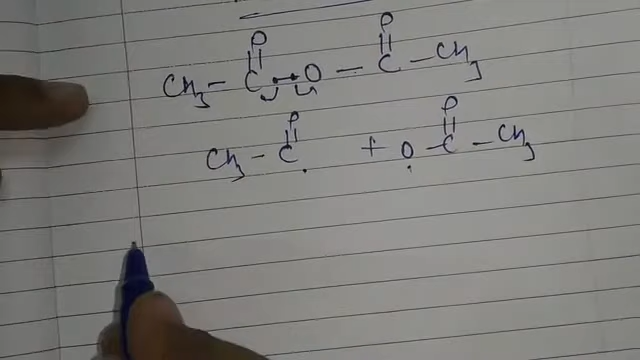 O O
CH3 – C •–• O – C – CH3
O O
CH3 – C . + O . – C – CH3